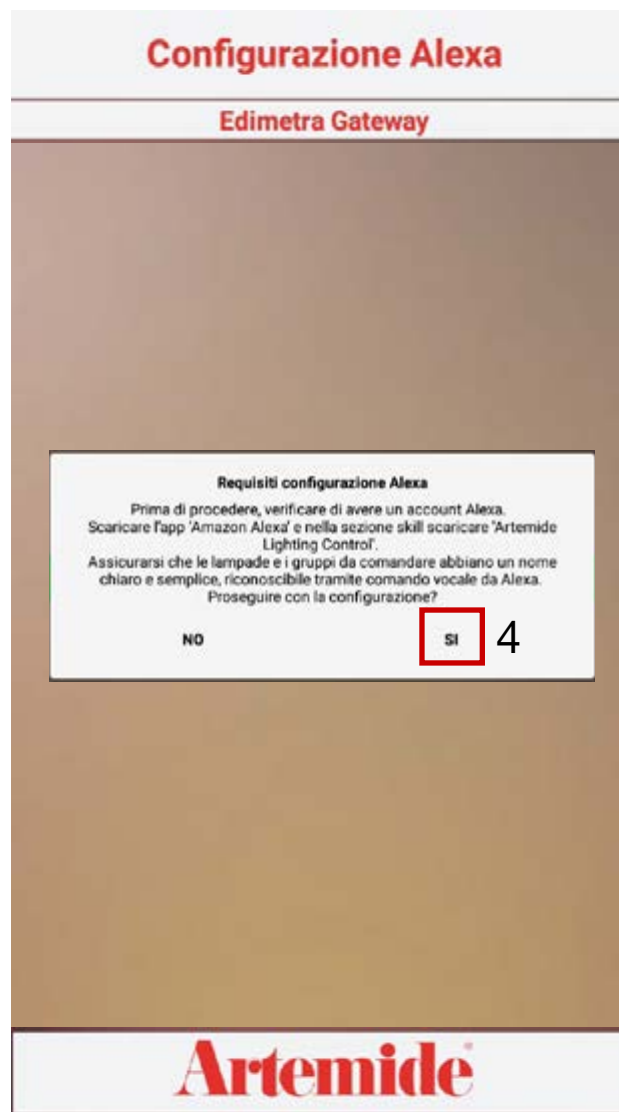 Configurazione Alexa
Edimetra Gateway
Requisiti configurazione Alexa
Prima di procedere, verificare di avere un account Alexa.
Scaricare l'app 'Amazon Alexa' e nella sezione skill scaricare 'Artemide
Lighting Control'.
Assicurarsi che le lampade e i gruppi da comandare abbiano un nome
chiaro e semplice, riconoscibile tramite comando vocale da Alexa.
Proseguire con la configurazione?
NO SI 4
Artemide